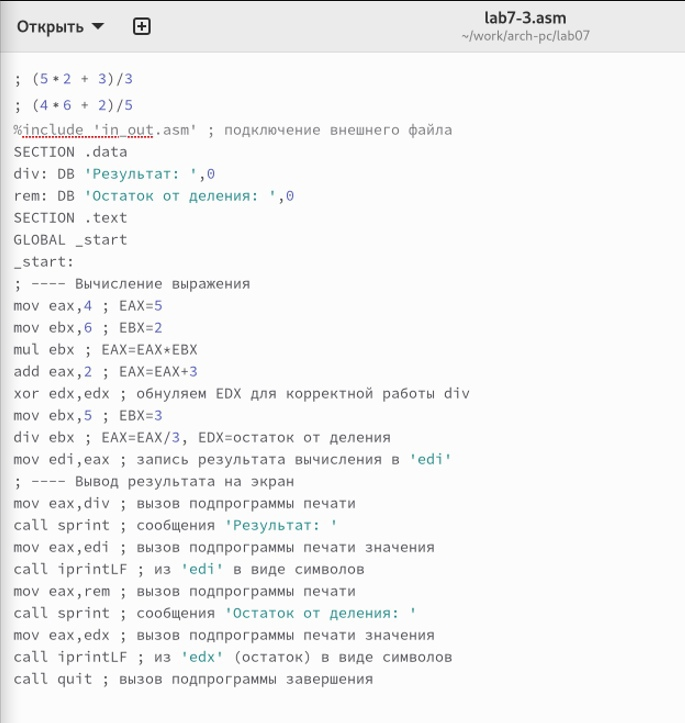 Открыть
lab7-3.asm
~/work/arch-pc/lab07
; (5*2 + 3)/3
; (4*6 + 2)/5
%include 'in_out.asm' ; подключение внешнего файла
SECTION .data
div: DB 'Результат: ',0
rem: DB 'Остаток от деления: ',0
SECTION .text
GLOBAL _start
_start:
; ---- Вычисление выражения
mov eax,4 ; EAX=5
mov ebx,6 ; EBX=2
mul ebx ; EAX=EAX*EBX
add eax,2 ; EAX=EAX+3
xor edx,edx ; обнуляем EDX для корректной работы div
mov ebx,5 ; EBX=3
div ebx ; EAX=EAX/3, EDX=остаток от деления
mov edi,eax ; запись результата вычисления в 'edi'
; ---- Вывод результата на экран
mov eax,div ; вызов подпрограммы печати
call sprint ; сообщения 'Результат: '
mov eax,edi ; вызов подпрограммы печати значения
call iprintLF ; из 'edi' в виде символов
mov eax,rem ; вызов подпрограммы печати
call sprint ; сообщения 'Остаток от деления: '
mov eax,edx ; вызов подпрограммы печати значения
call iprintLF ; из 'edx' (остаток) в виде символов
call quit ; вызов подпрограммы завершения